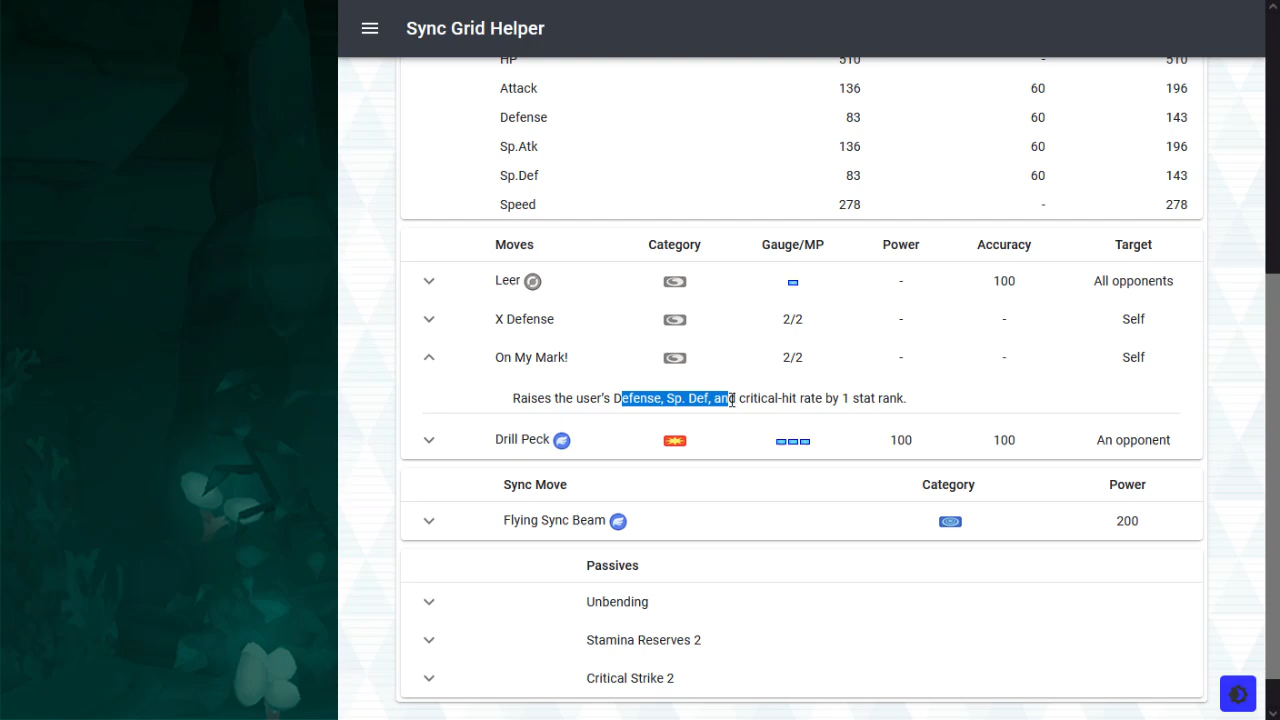 Sync Grid Helper
HP 510 - 510
Attack 136 60 196
Defense 83 60 143
Sp.Atk 136 60 196
Sp.Def 83 60 143
Speed 278 - 278
Moves Category Gauge/MP Power Accuracy Target
Leer - 100 All opponents
X Defense 2/2 - - Self
On My Mark! 2/2 - - Self
Raises the user's Defense, Sp. Def, and critical-hit rate by 1 stat rank.
Drill Peck 100 100 An opponent
Sync Move Category Power
Flying Sync Beam 200
Passives
Unbending
Stamina Reserves 2
Critical Strike 2